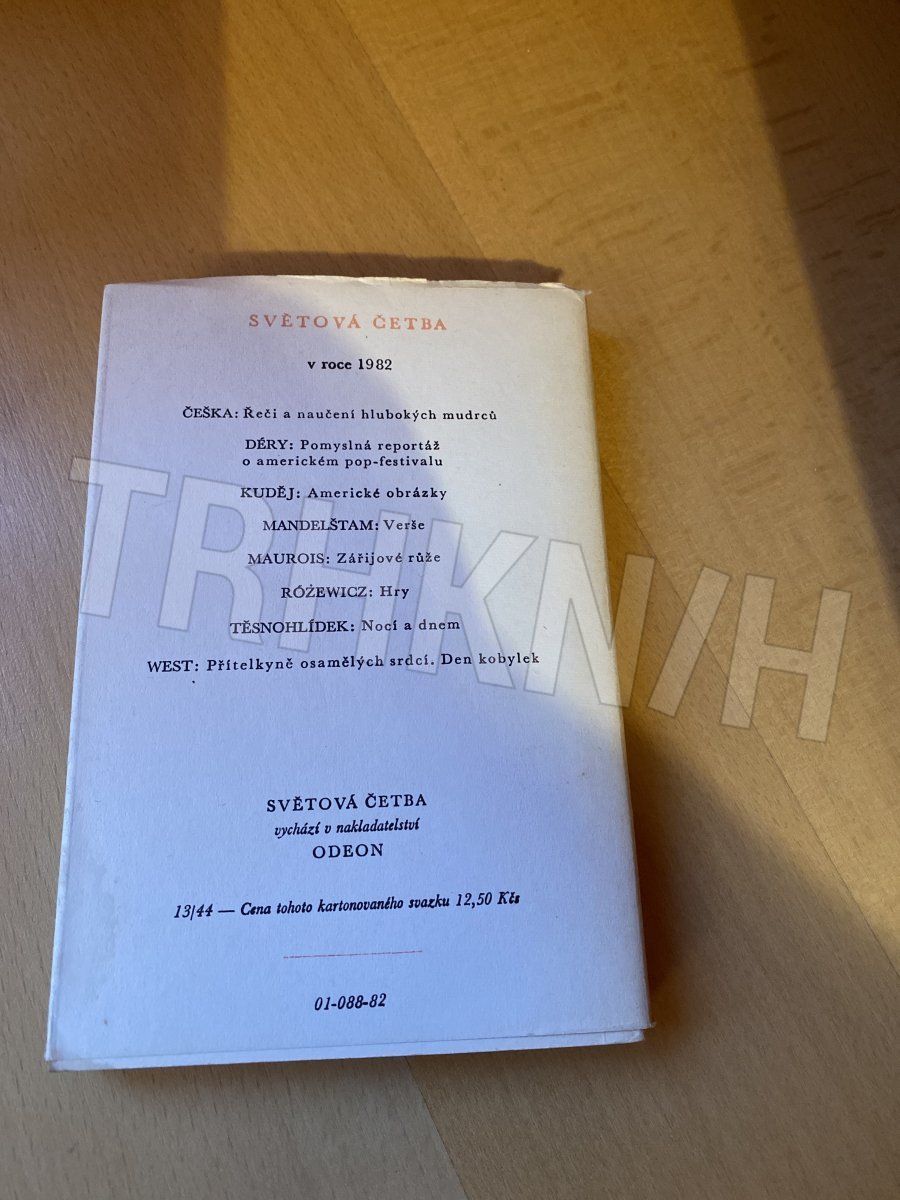 SVĚTOVÁ ČETBA
v roce 1982
ČEŠKA: Řeči a naučení hlubokých mudrců
DÉRY: Pomyslná reportáž
o americkém pop-festivalu
KUDĚJ: Americké obrázky
MANDELŠTAM: Verše
MAUROIS: Zářijové růže
RÓŻEWICZ: Hry
TĚSNOHLÍDEK: Nocí a dnem
WEST: Přítelkyně osamělých srdcí. Den kobylek
TRHKNIH
SVĚTOVÁ ČETBA
vychází v nakladatelství
ODEON
13/44 — Cena tohoto kartonovaného svazku 12,50 Kčs
01-088-82